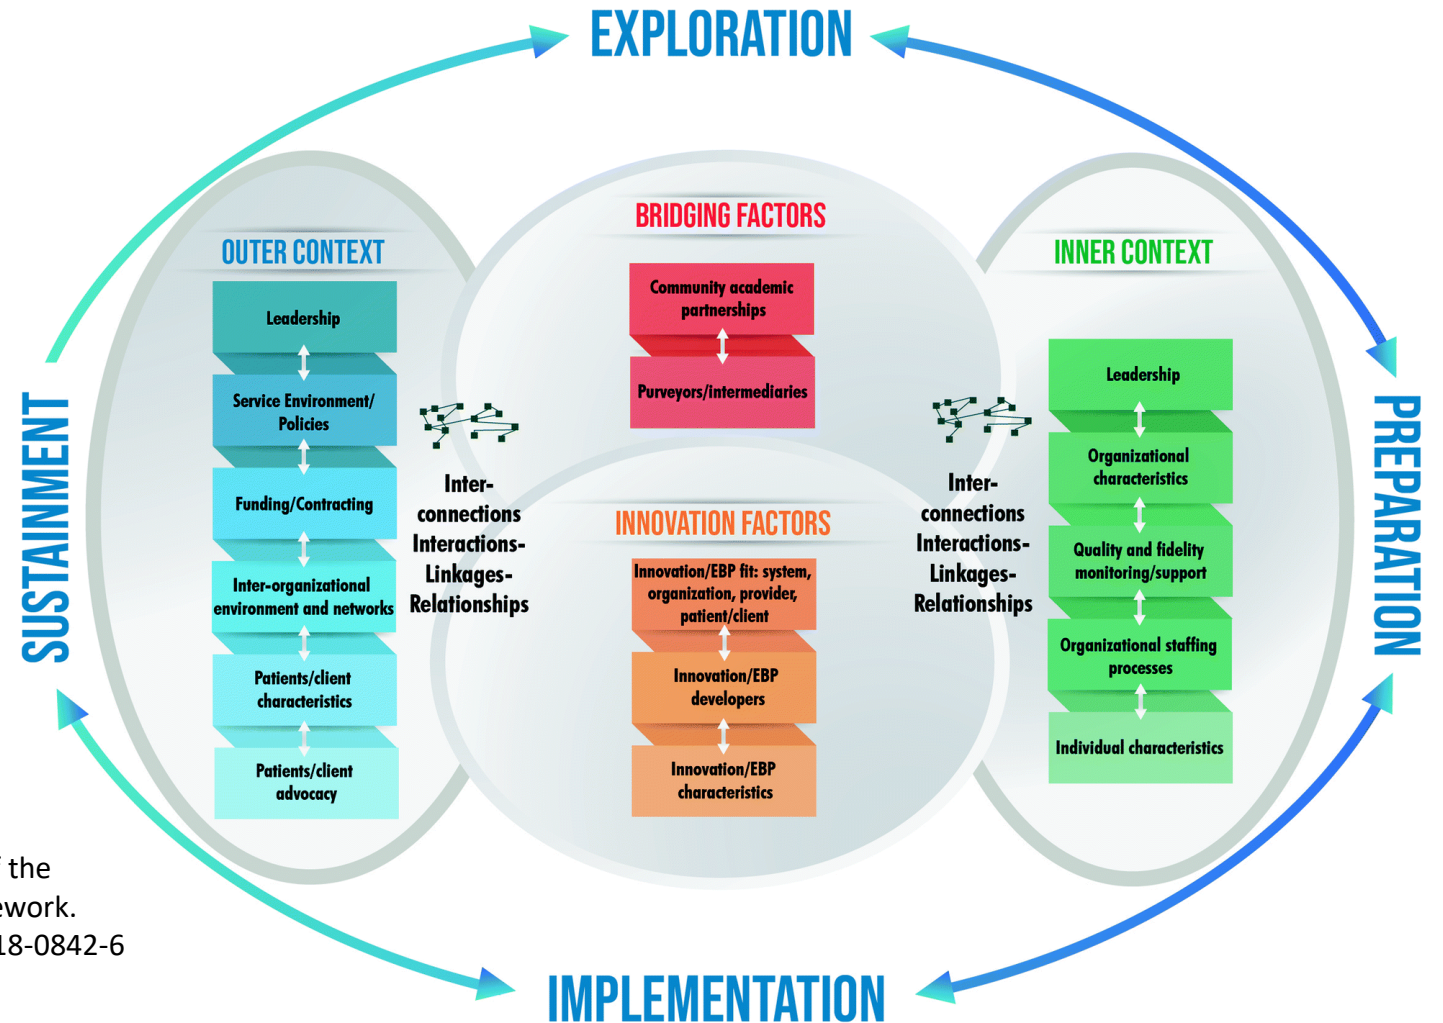 EXPLORATION
BRIDGING FACTORS
Community academic
partnerships
Purveyors/intermediaries
OUTER CONTEXT
Leadership
Service Environment/
Policies
Funding/Contracting
Inter-organizational
environment and networks
Patients/client
characteristics
Patients/client
advocacy
Inter-
connections
Interactions-
Linkages-
Relationships
INNOVATION FACTORS
Innovation/EBP fit: system,
organization, provider,
patient/client
Innovation/EBP
developers
Innovation/EBP
characteristics
Inter-
connections
Interactions-
Linkages-
Relationships
INNER CONTEXT
Leadership
Organizational
characteristics
Quality and fidelity
monitoring/support
Organizational staffing
processes
Individual characteristics
SUSTAINMENT
PREPARATION
IMPLEMENTATION
the
18-0842-6